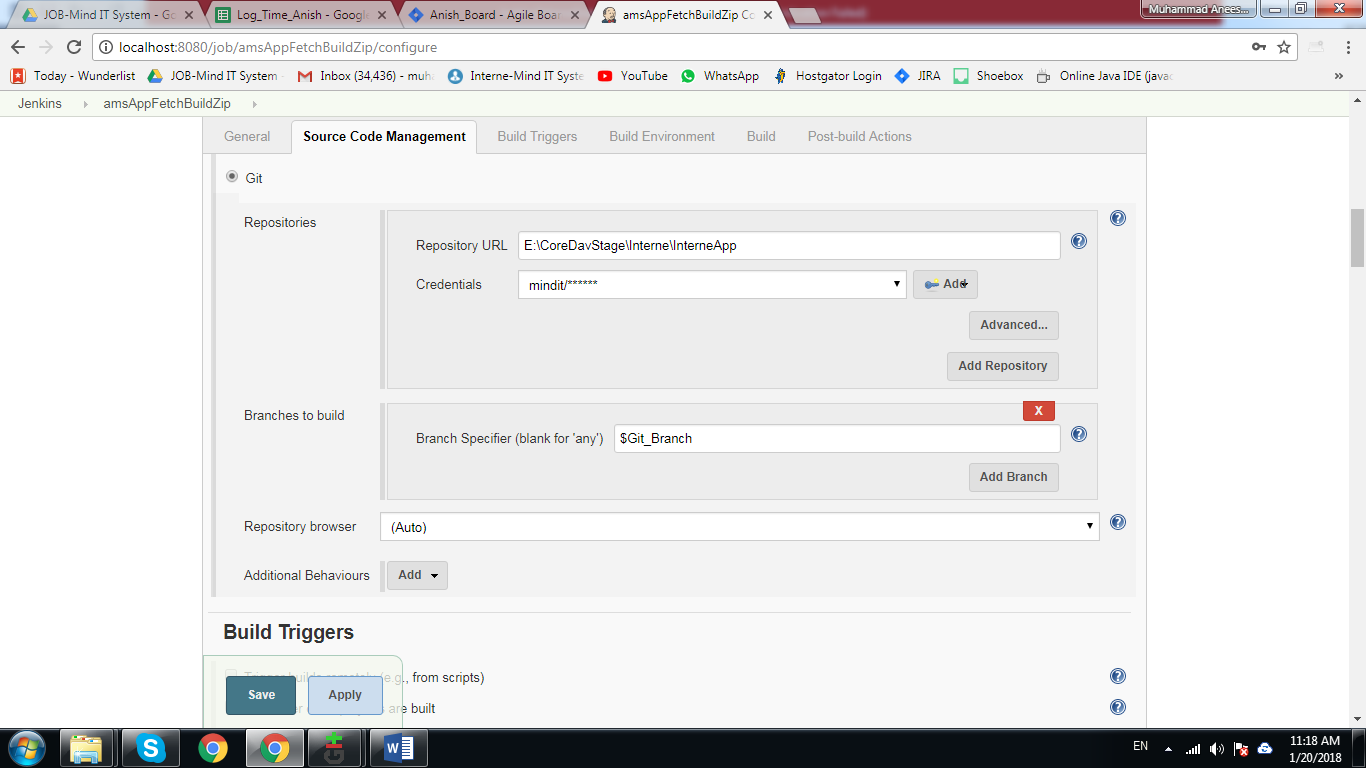 JOB-Mind IT System - Go
Log_Time_Anish - Google
Anish_Board - Agile Boar
amsAppFetchBuildZip Co
Muhammad Anees...
localhost:8080/job/amsAppFetchBuildZip/configure
Today - Wunderlist
JOB-Mind IT System
Inbox (34,436) - muh
Interne-Mind IT Syste
YouTube
WhatsApp
Hostgator Login
JIRA
Shoebox
Online Java IDE (javac
»
Jenkins
amsAppFetchBuildZip
General
Source Code Management
Build Triggers
Build Environment
Build
Post-build Actions
Git
Repositories
Repository URL
E:\CoreDavStage\Interne\InterneApp
Credentials
mindit/******
Add
Advanced...
Add Repository
Branches to build
X
Branch Specifier (blank for 'any')
$Git_Branch
Add Branch
Repository browser
(Auto)
Additional Behaviours
Add
Build Triggers
Trigger builds remotely (e.g., from scripts)
are built
Save
Apply
EN
11:18 AM
1/20/2018